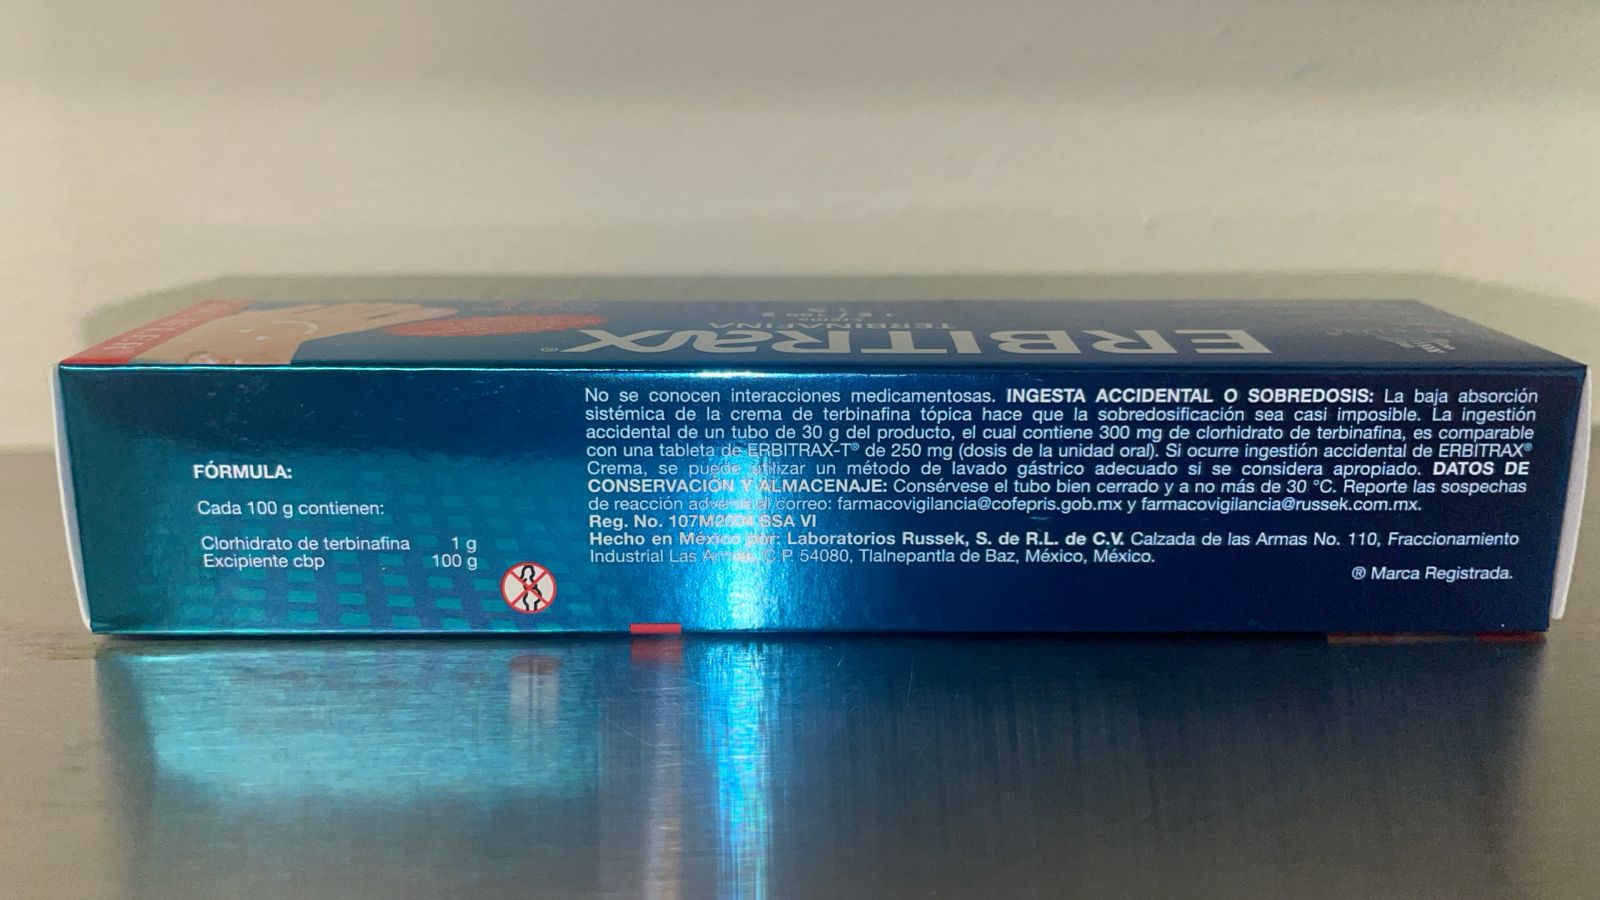 ERBITRAX®
TERBINAFINA
Crema
FÓRMULA:
Cada 100 g contienen:
Clorhidrato de terbinafina 1 g
Excipiente cbp 100 g
No se conocen interacciones medicamentosas. INGESTA ACCIDENTAL O SOBREDOSIS: La baja absorción
sistémica de la crema de terbinafina tópica hace que la sobredosificación sea casi imposible. La ingestión
accidental de un tubo de 30 g del producto, el cual contiene 300 mg de clorhidrato de terbinafina, es comparable
con una tableta de ERBITRAX-T® de 250 mg (dosis de la unidad oral). Si ocurre ingestión accidental de ERBITRAX®
Crema, se puede utilizar un método de lavado gástrico adecuado si se considera apropiado. DATOS DE
CONSERVACIÓN Y ALMACENAJE: Consérvese el tubo bien cerrado y a no más de 30 °C. Reporte las sospechas
de reacción adversa al correo: farmacovigilancia@cofepris.gob.mx y farmacovigilancia@russek.com.mx.
Reg. No. 107M2004 SSA VI
Hecho en México por: Laboratorios Russek, S. de R.L. de C.V. Calzada de las Armas No. 110, Fraccionamiento
Industrial Las Armas, C.P. 54080, Tlalnepantla de Baz, México, México.
® Marca Registrada.